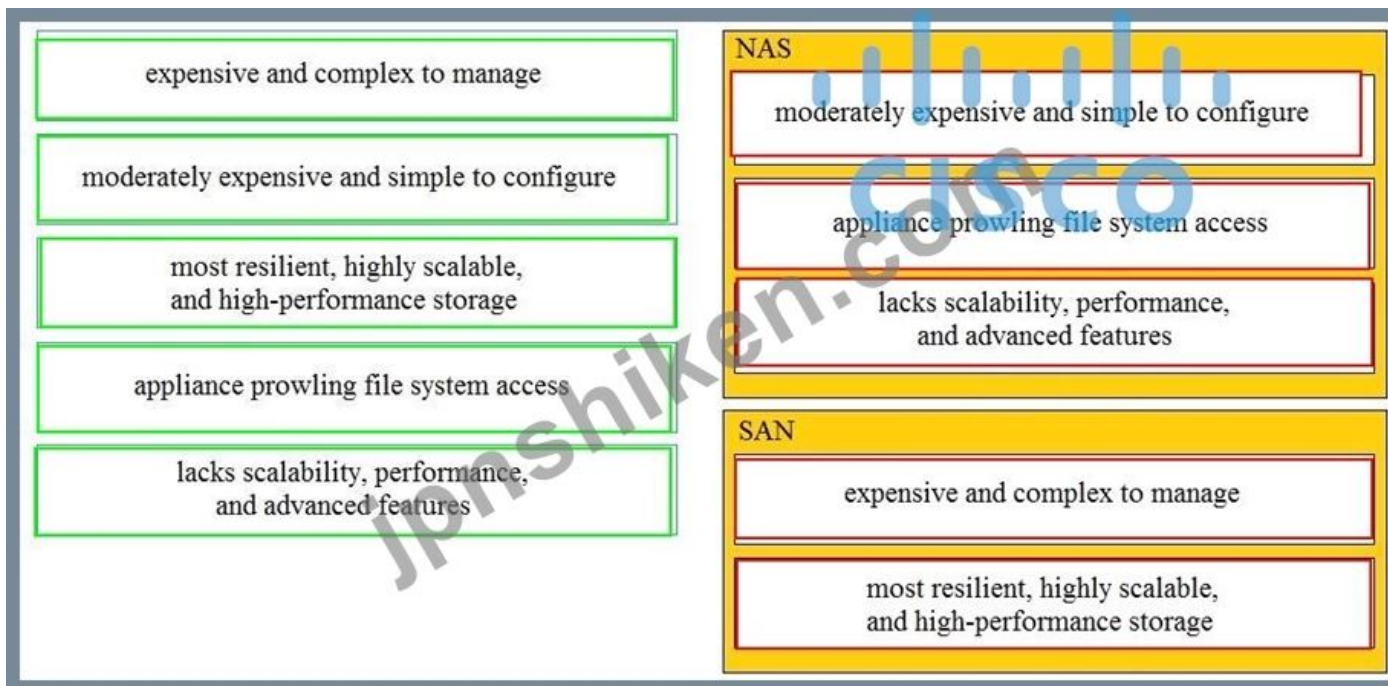 expensive and complex to manage
moderately expensive and simple to configure
most resilient, highly scalable,
and high-performance storage
appliance prowling file system access
lacks scalability, performance,
and advanced features
NAS
moderately expensive and simple to configure
appliance prowling file system access
lacks scalability, performance,
and advanced features
SAN
expensive and complex to manage
most resilient, highly scalable,
and high-performance storage
CISCO
jpnshiken.com